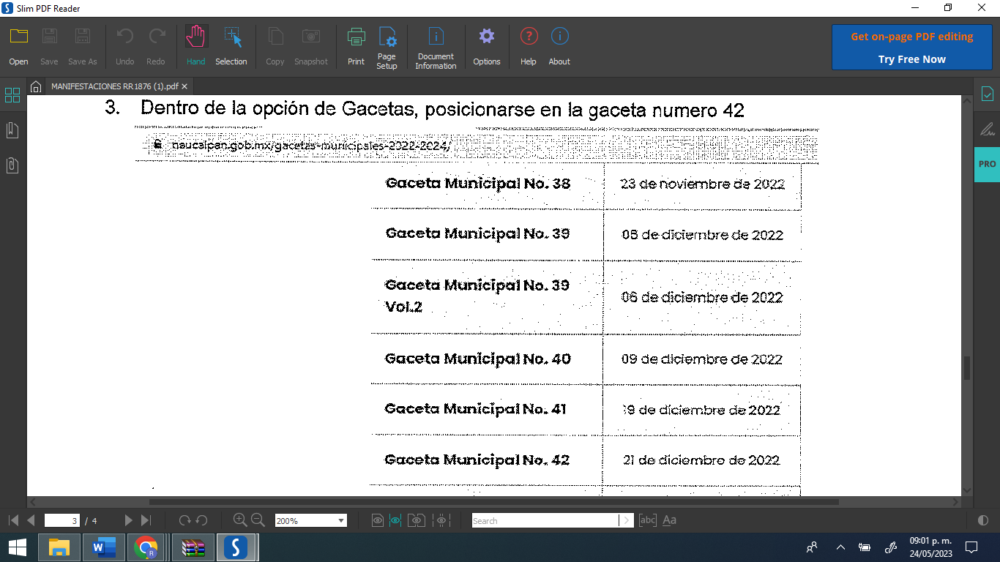 Slim PDF Reader
Open
Save
Save As
Undo
Redo
Hand
Selection
Copy
Snapshot
Print
Page Setup
Document Information
Options
Help
About
Get on-page PDF editing
Try Free Now
MANIFESTACIONES RR1876 (1).pdf
3. Dentro de la opción de Gacetas, posicionarse en la gaceta numero 42
naucalpan.gob.mx/gacetas-municipales-2022-2024/
Gaceta Municipal No. 38 23 de noviembre de 2022
Gaceta Municipal No. 39 08 de diciembre de 2022
Gaceta Municipal No. 39
Vol.2 06 de diciembre de 2022
Gaceta Municipal No. 40 09 de diciembre de 2022
Gaceta Municipal No. 41 19 de diciembre de 2022
Gaceta Municipal No. 42 21 de diciembre de 2022
PRO
3 / 4
200%
Search
abc
Aa
09:01 p. m.
24/05/2023